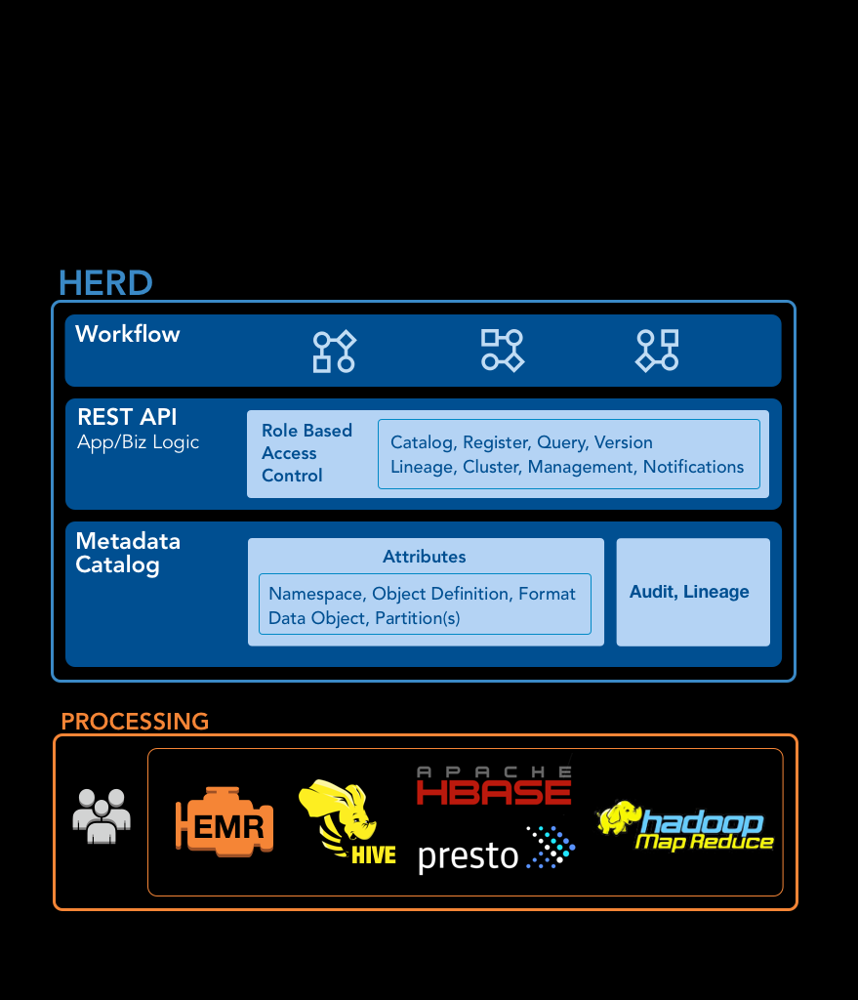 HERD
Workflow
REST API
App/Biz Logic
Role Based
Access
Control
Catalog, Register, Query, Version
Lineage, Cluster, Management, Notifications
Metadata
Catalog
Attributes
Namespace, Object Definition, Format
Data Object, Partition(s)
Audit, Lineage
PROCESSING
EMR
HIVE
APACHE
HBASE
presto
hadoop
Map Reduce